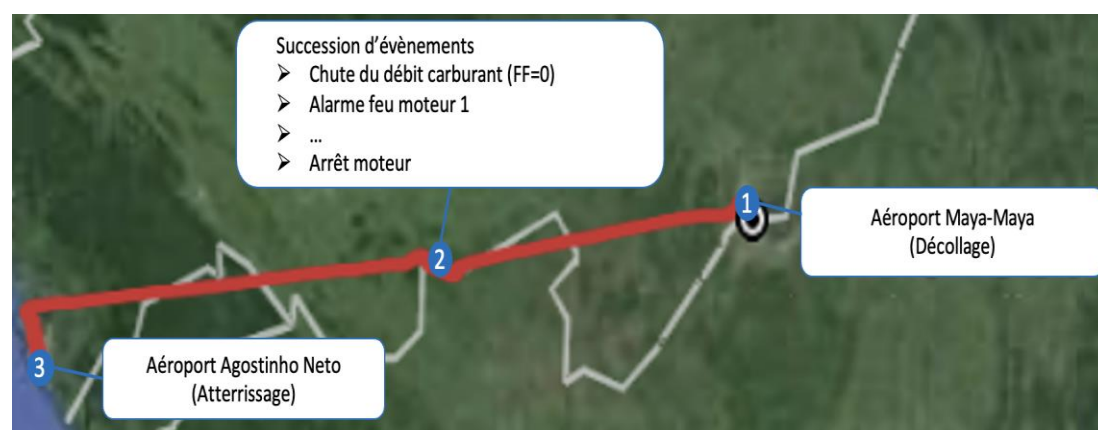 Succession d’évènements
➢ Chute du débit carburant (FF=0)
➢ Alarme feu moteur 1
➢ ...
➢ Arrêt moteur
1
Aéroport Maya-Maya
(Décollage)
2
3
Aéroport Agostinho Neto
(Atterrissage)